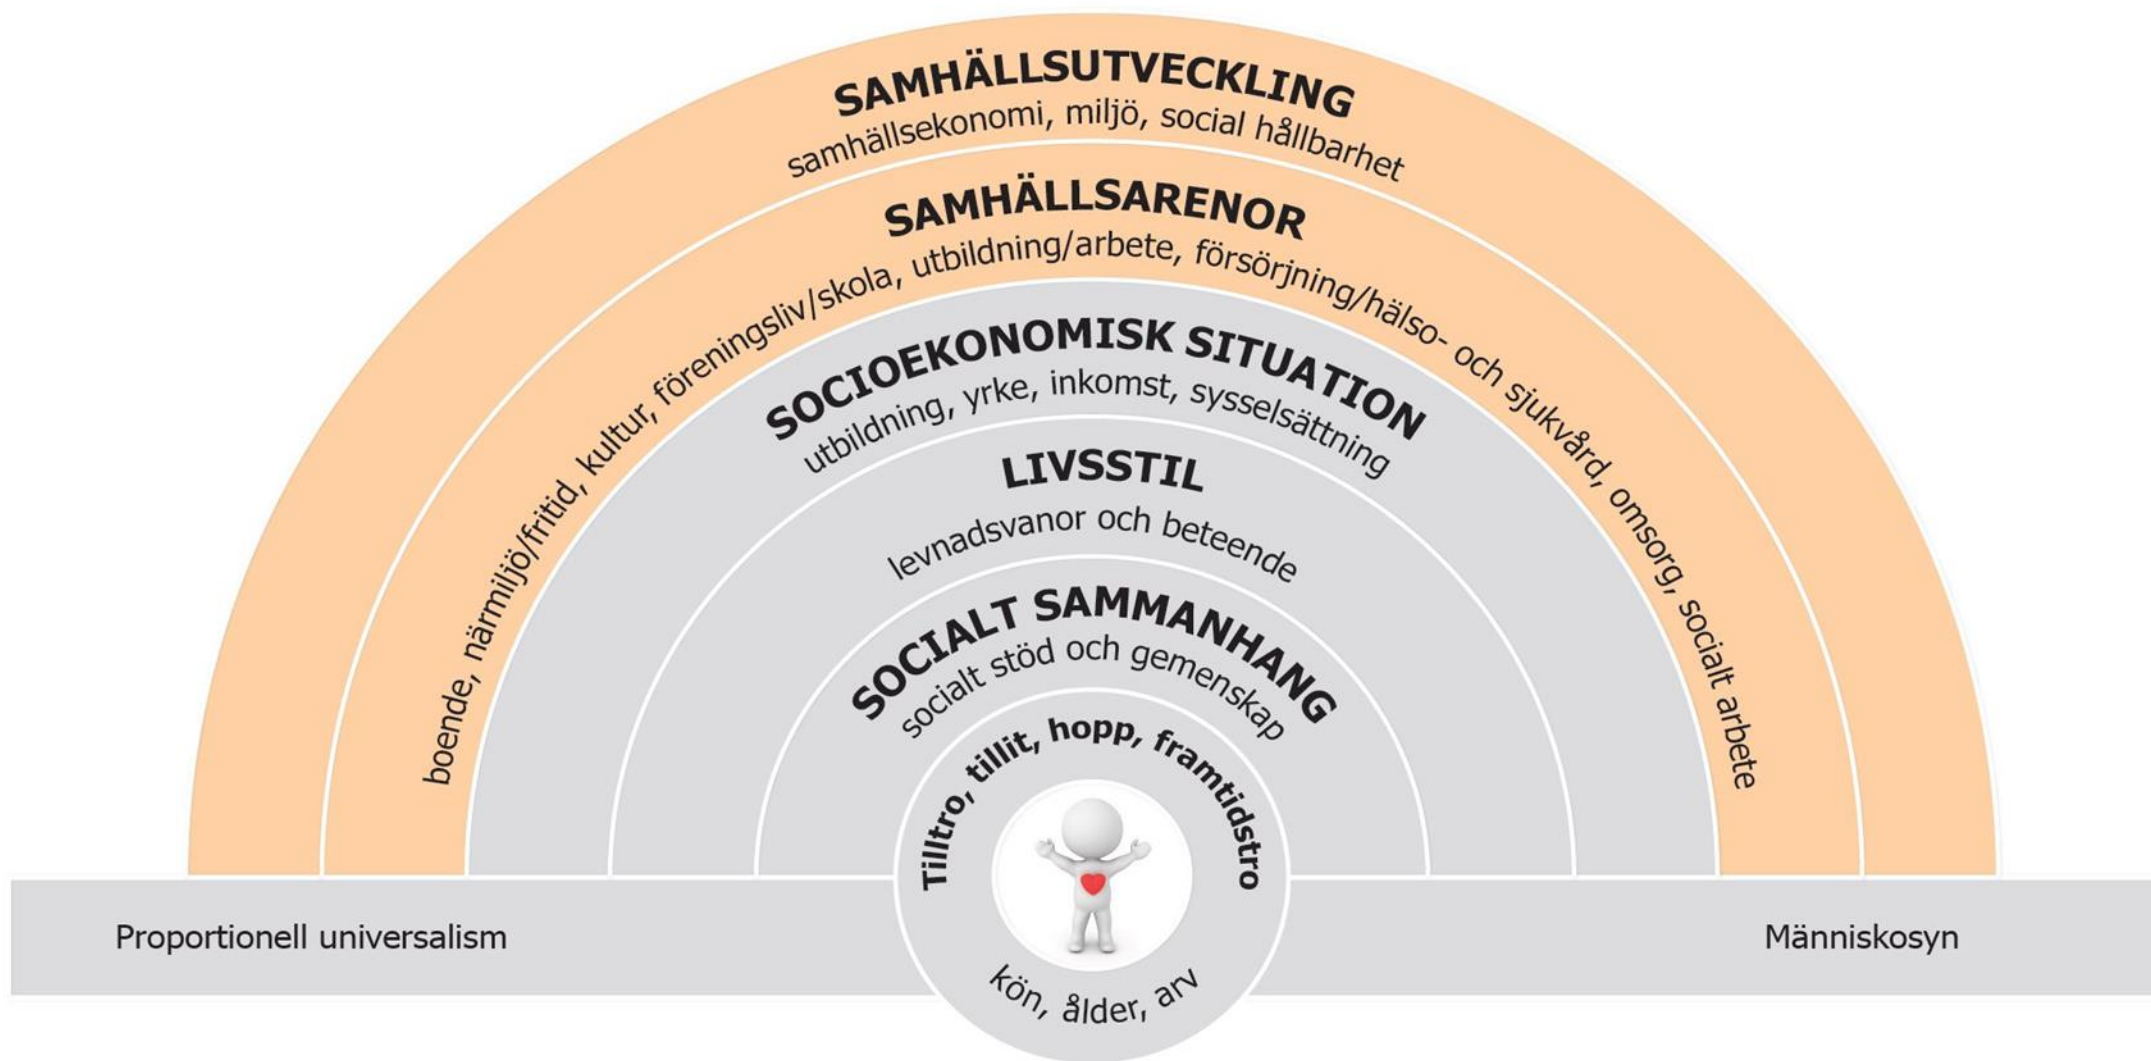 SAMHÄLLSUTVECKLING
samhällsekonomi, miljö, social hållbarhet
SAMHÄLLSARENOR
boende, närmiljö/fritid, kultur, föreningsliv/skola, utbildning/arbete, försörjning/hälso- och sjukvård, omsorg, socialt arbete
SOCIOEKONOMISK SITUATION
utbildning, yrke, inkomst, sysselsättning
LIVSSTIL
levnadsvanor och beteende
SOCIALT SAMMANHANG
socialt stöd och gemenskap
Tilltro, tillit, hopp, framtidstro
kön, ålder, arv
Proportionell universalism
Människosyn